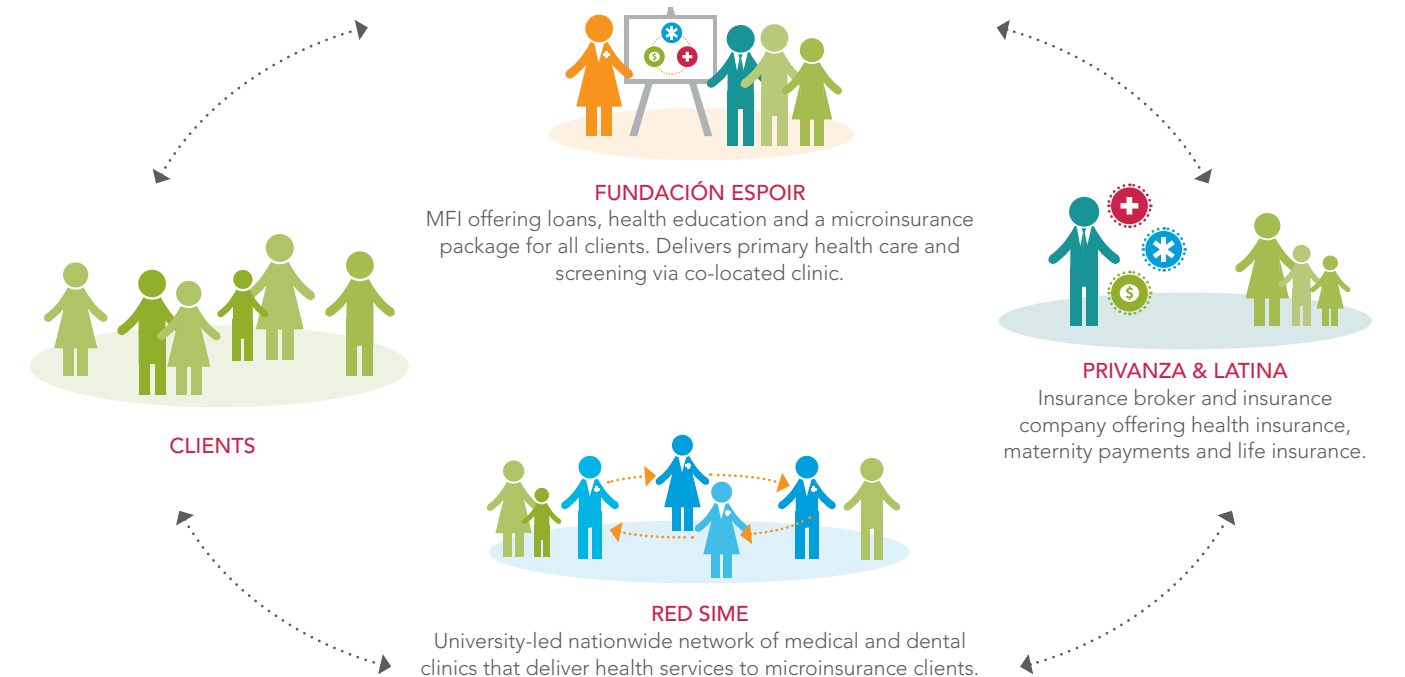 FUNDACIÓN ESPOIR
MFI offering loans, health education and a microinsurance
package for all clients. Delivers primary health care and
screening via co-located clinic.
PRIVANZA & LATINA
Insurance broker and insurance
company offering health insurance,
maternity payments and life insurance.
CLIENTS
RED SIME
University-led nationwide network of medical and dental
clinics that deliver health services to microinsurance clients.